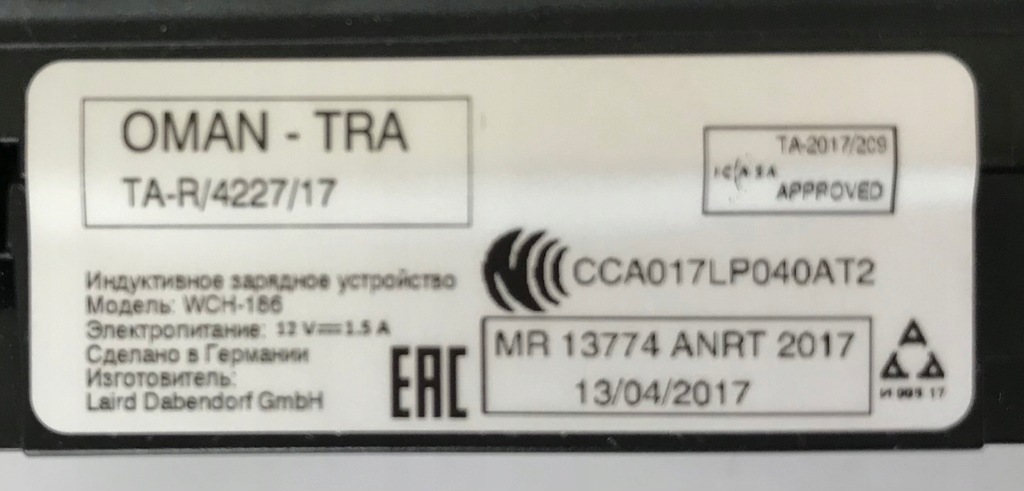 OMAN - TRA
TA-R/4227/17
TA-2017/209
ICASA
APPROVED
Индуктивное зарядное устройство
Модель: WCH-186
Электропитание: 12 V⎓1.5 A
Сделано в Германии
Изготовитель:
Laird Dabendorf GmbH
EAC
CCAO17LP040AT2
MR 13774 ANRT 2017
13/04/2017